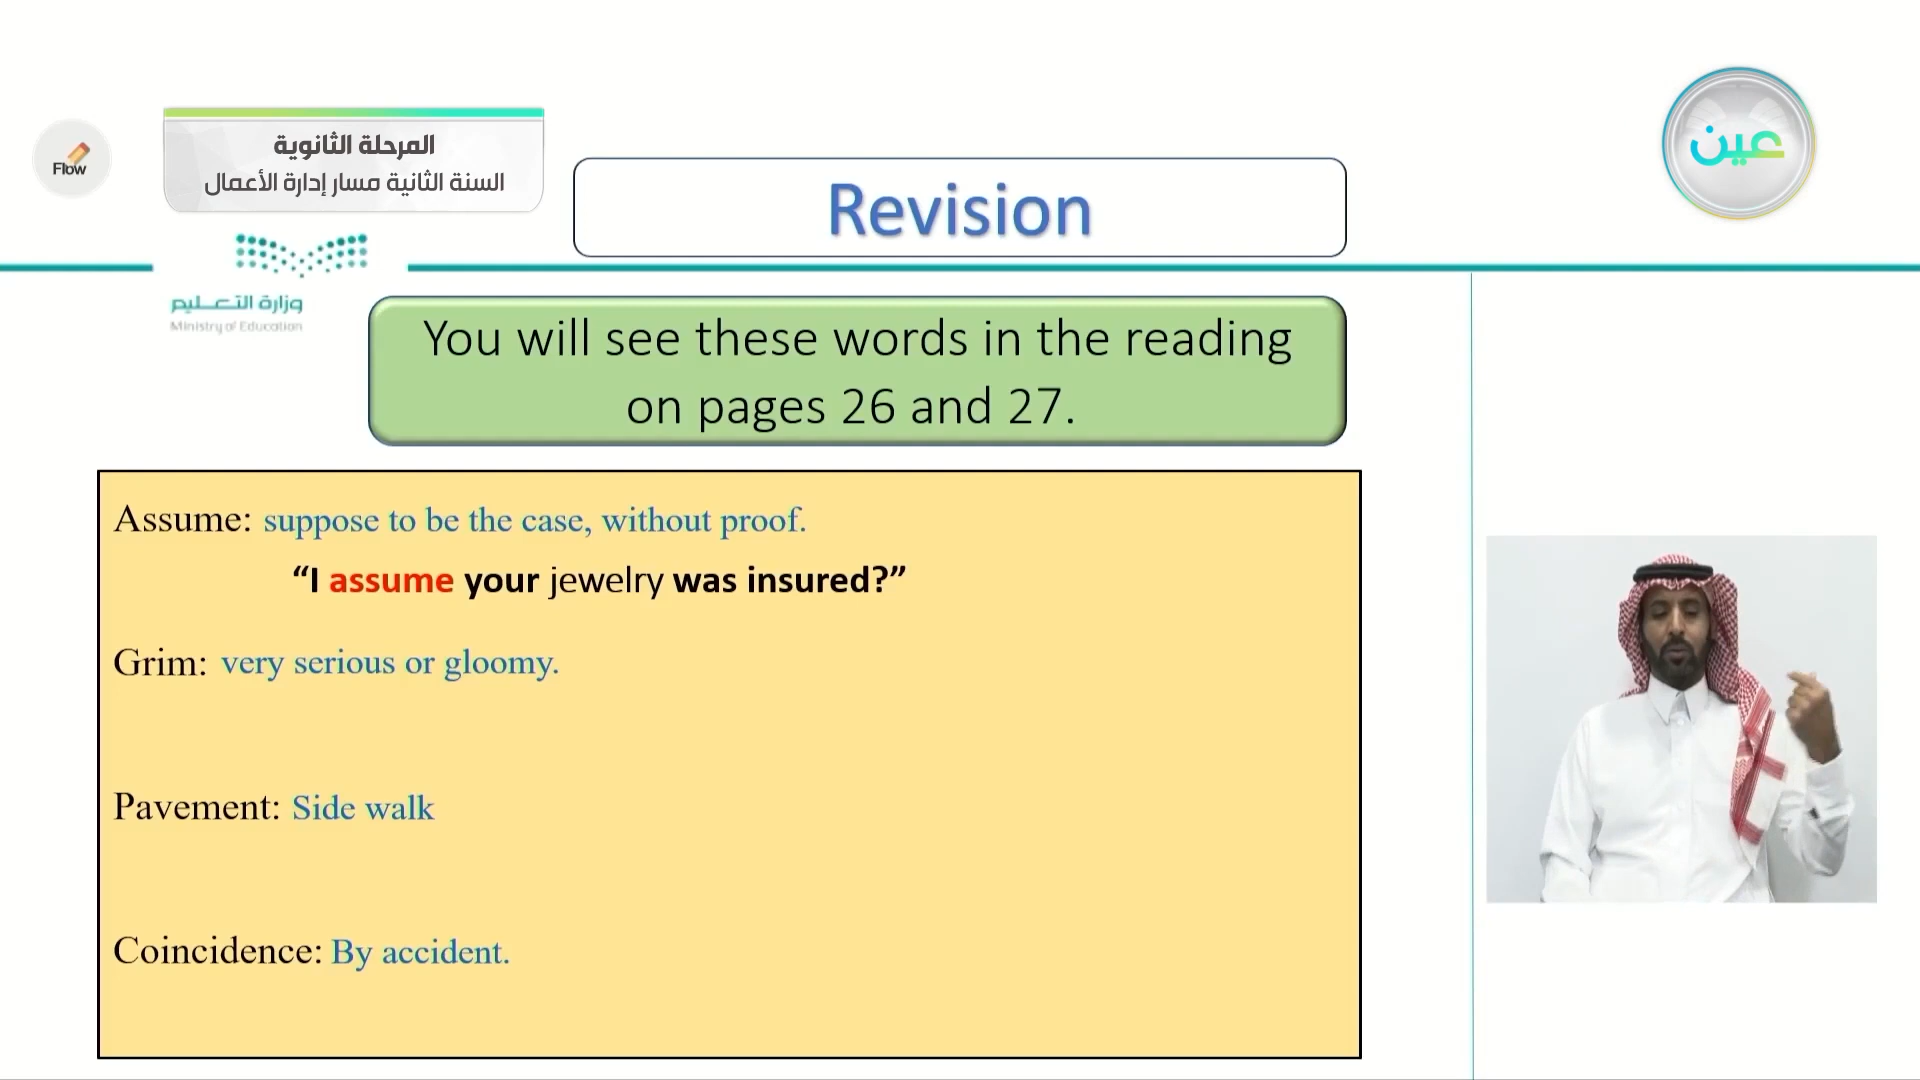 Flow
المرحلة الثانوية
السنة الثانية مسار إدارة الأعمال
Revision
عين
وزارة التعليم
Ministry of Education
You will see these words in the reading
on pages 26 and 27.
Assume: suppose to be the case, without proof.
“I assume your jewelry was insured?”
Grim: very serious or gloomy.
Pavement: Side walk
Coincidence: By accident.